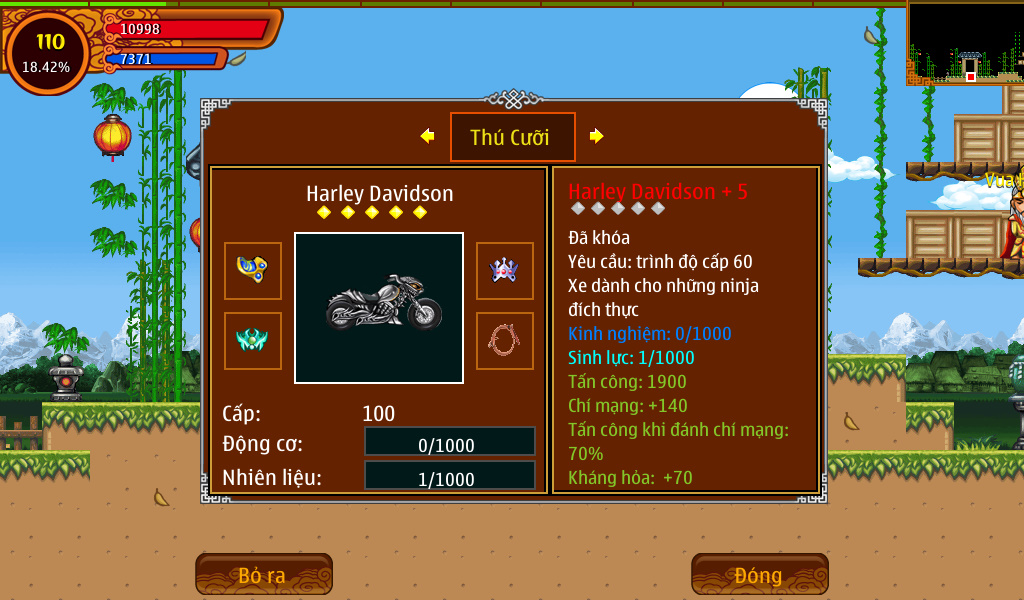 10998
110
7371
18.42%
Thú Cưỡi
Harley Davidson
Harley Davidson + 5
Đã khóa
Yêu cầu: trình độ cấp 60
Xe dành cho những ninja
đích thực
Kinh nghiệm: 0/1000
Sinh lực: 1/1000
Tấn công: 1900
Chí mạng: +140
Tấn công khi đánh chí mạng:
70%
Kháng hỏa: +70
Cấp: 100
Động cơ: 0/1000
Nhiên liệu: 1/1000
Bỏ ra
Đóng